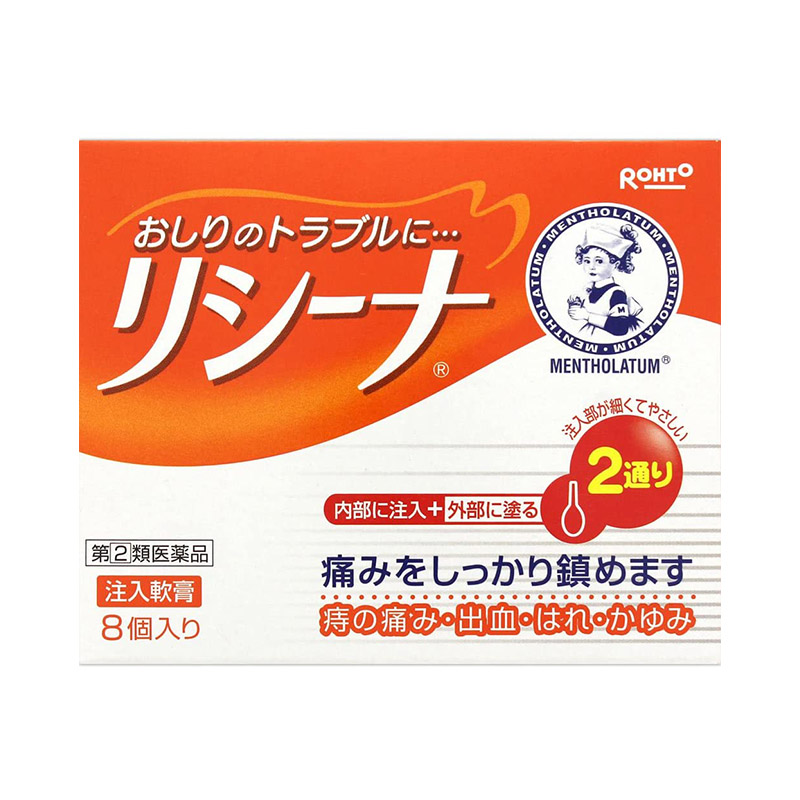 ROHTO
おしりのトラブルに…
リシーナ®
MENTHOLATUM・MENTHOLATUM・MENTHOLATUM・MENTHOLATUM・
M
MENTHOLATUM®
注入部が細くてやさしい
2通り
内部に注入+外部に塗る
第②類医薬品
指
注入軟膏
8個入り
痛みをしっかり鎮めます
痔の痛み・出血・はれ・かゆみ